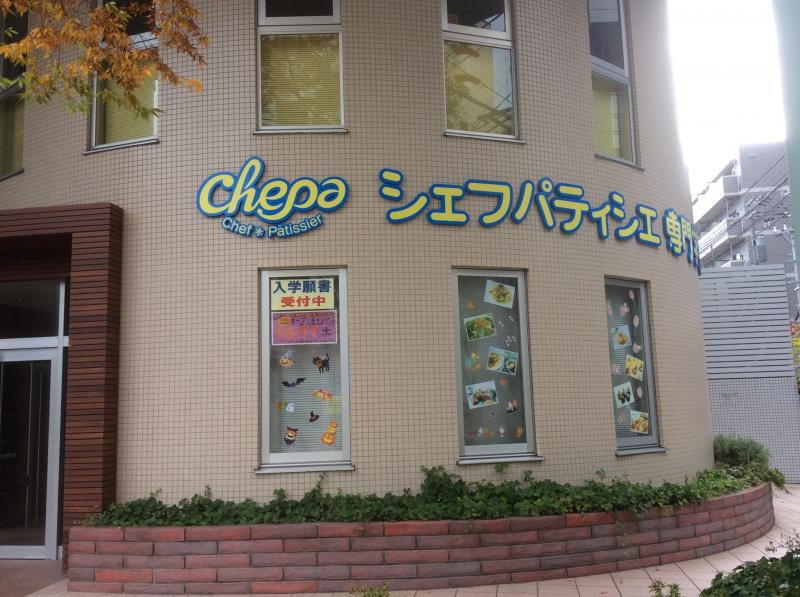 chepa
Chef * Pâtissier
シェフパティシエ 専門
入学願書
受付中